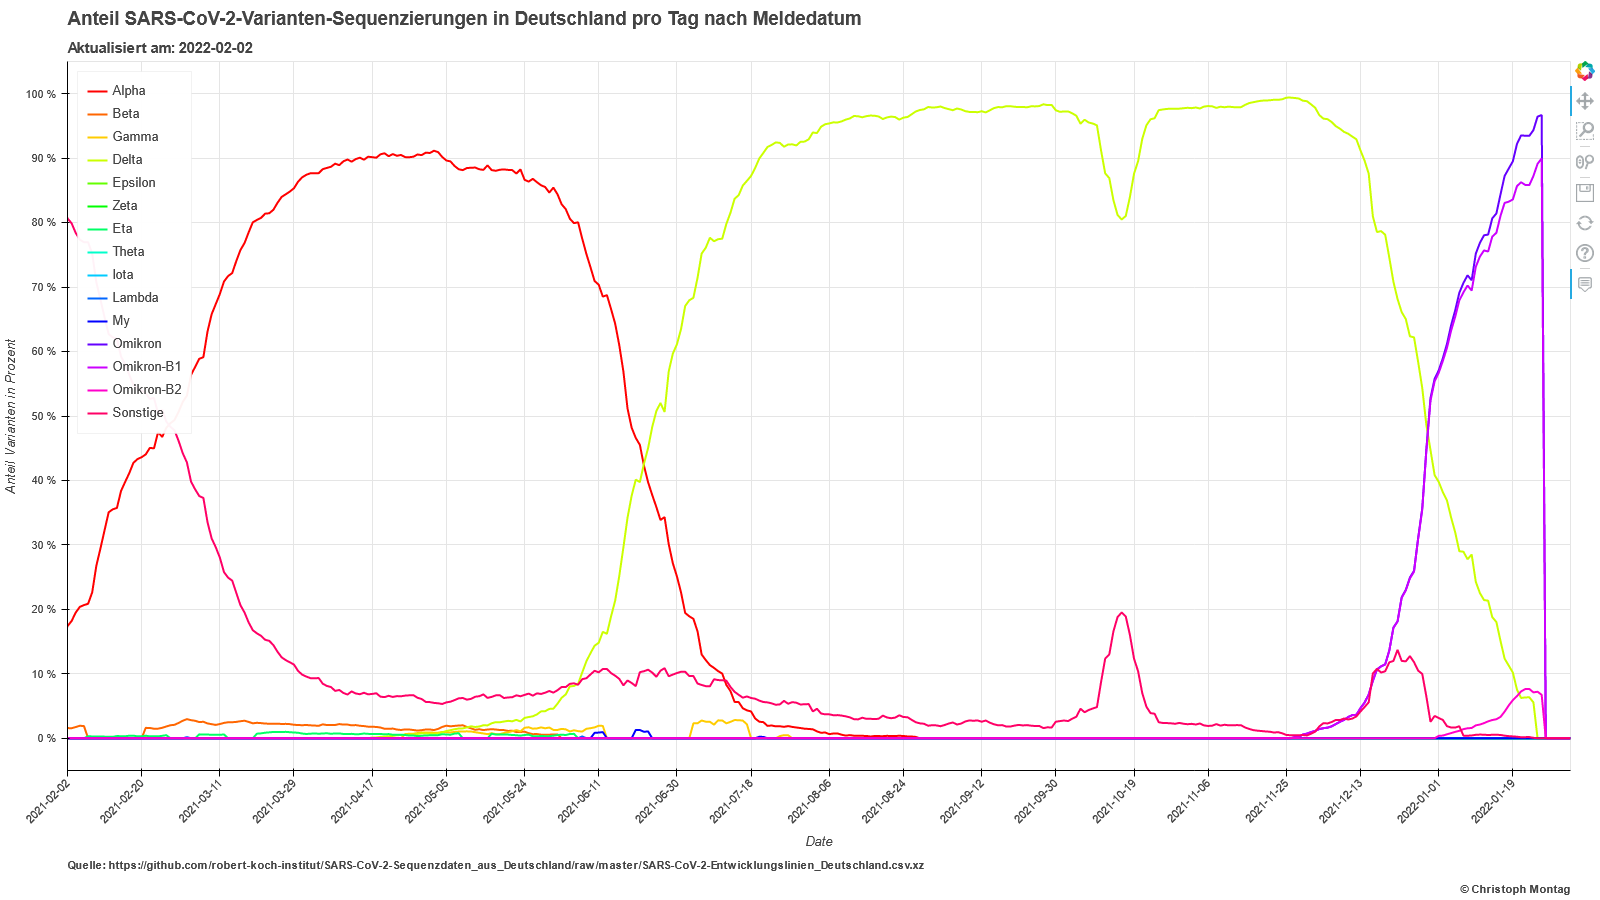 Anteil SARS-CoV-2-Varianten-Sequenzierungen in Deutschland pro Tag nach Meldedatum
Aktualisiert am: 2022-02-02
Anteil Varianten in Prozent
100 %
90 %
80 %
70 %
60 %
50 %
40 %
30 %
20 %
10 %
0 %
Alpha
Beta
Gamma
Delta
Epsilon
Zeta
Eta
Theta
Iota
Lambda
My
Omikron
Omikron-B1
Omikron-B2
Sonstige
2021-02-02
2021-02-20
2021-03-11
2021-03-29
2021-04-17
2021-05-05
2021-05-24
2021-06-11
2021-06-30
2021-07-18
2021-08-06
2021-08-24
2021-09-12
2021-09-30
2021-10-19
2021-11-06
2021-11-25
2021-12-13
2022-01-01
2022-01-19
Date
Quelle: https://github.com/robert-koch-institut/SARS-CoV-2-Sequenzdaten_aus_Deutschland/raw/master/SARS-CoV-2-Entwicklungslinien_Deutschland.csv.xz
© Christoph Montag